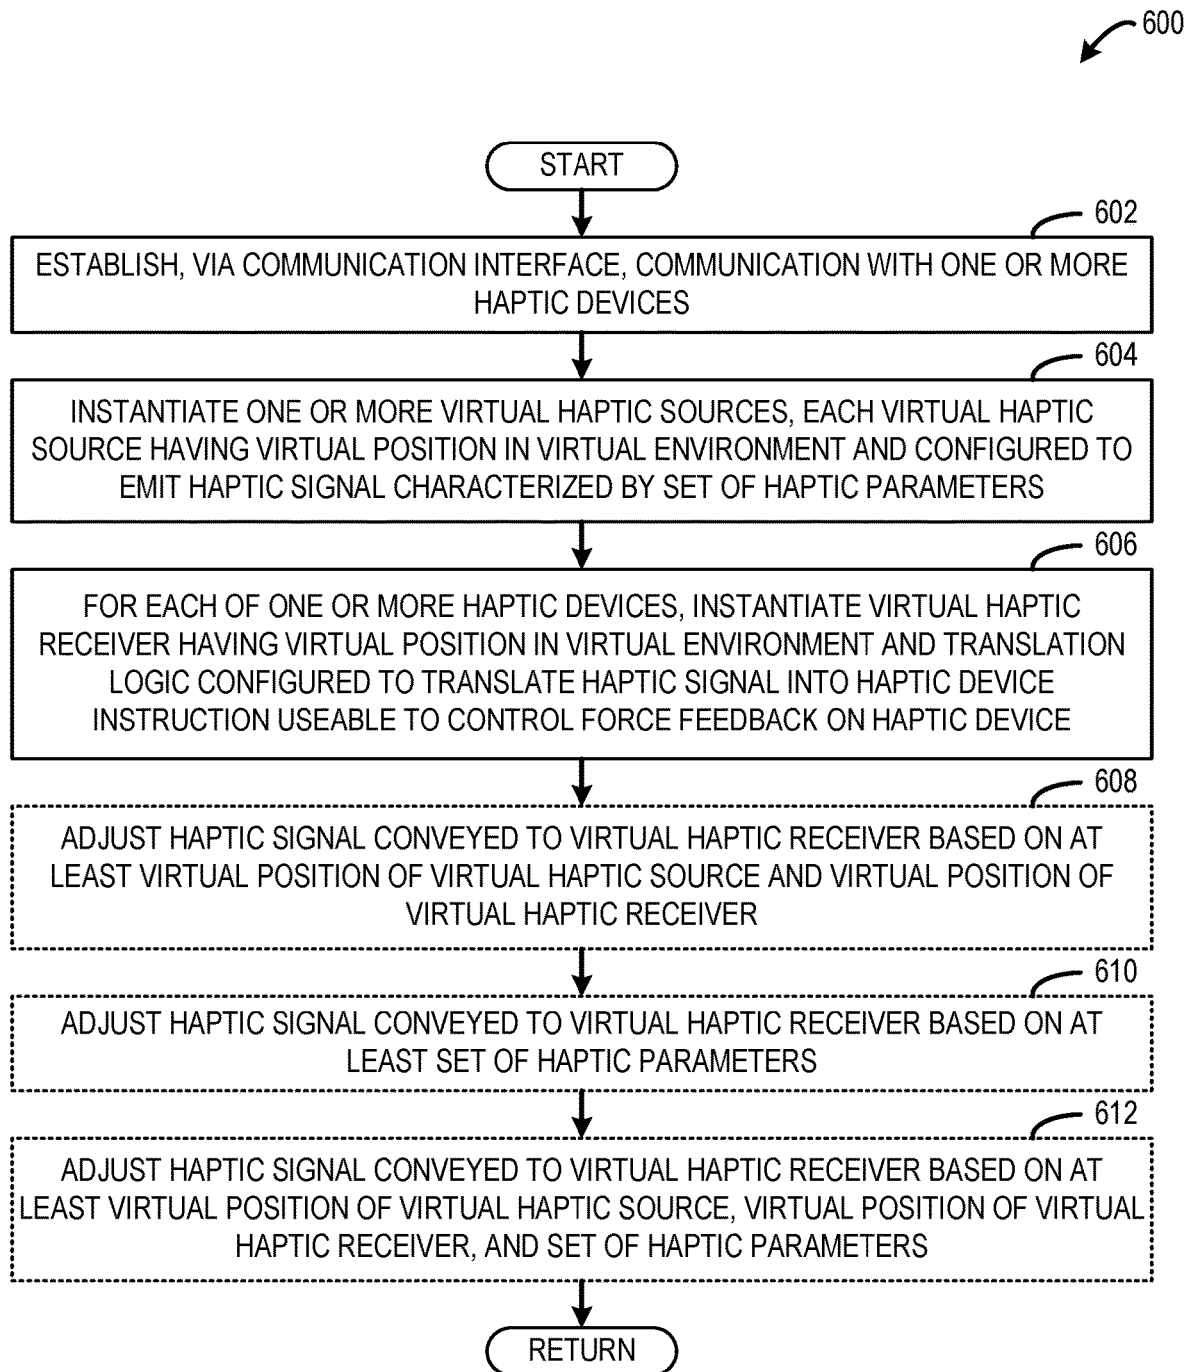 600
START
602
ESTABLISH, VIA COMMUNICATION INTERFACE, COMMUNICATION WITH ONE OR MORE
HAPTIC DEVICES
604
INSTANTIATE ONE OR MORE VIRTUAL HAPTIC SOURCES, EACH VIRTUAL HAPTIC
SOURCE HAVING VIRTUAL POSITION IN VIRTUAL ENVIRONMENT AND CONFIGURED TO
EMIT HAPTIC SIGNAL CHARACTERIZED BY SET OF HAPTIC PARAMETERS
606
FOR EACH OF ONE OR MORE HAPTIC DEVICES, INSTANTIATE VIRTUAL HAPTIC
RECEIVER HAVING VIRTUAL POSITION IN VIRTUAL ENVIRONMENT AND TRANSLATION
LOGIC CONFIGURED TO TRANSLATE HAPTIC SIGNAL INTO HAPTIC DEVICE
INSTRUCTION USEABLE TO CONTROL FORCE FEEDBACK ON HAPTIC DEVICE
608
ADJUST HAPTIC SIGNAL CONVEYED TO VIRTUAL HAPTIC RECEIVER BASED ON AT
LEAST VIRTUAL POSITION OF VIRTUAL HAPTIC SOURCE AND VIRTUAL POSITION OF
VIRTUAL HAPTIC RECEIVER
610
ADJUST HAPTIC SIGNAL CONVEYED TO VIRTUAL HAPTIC RECEIVER BASED ON AT
LEAST SET OF HAPTIC PARAMETERS
612
ADJUST HAPTIC SIGNAL CONVEYED TO VIRTUAL HAPTIC RECEIVER BASED ON AT
LEAST VIRTUAL POSITION OF VIRTUAL HAPTIC SOURCE, VIRTUAL POSITION OF VIRTUAL
HAPTIC RECEIVER, AND SET OF HAPTIC PARAMETERS
RETURN